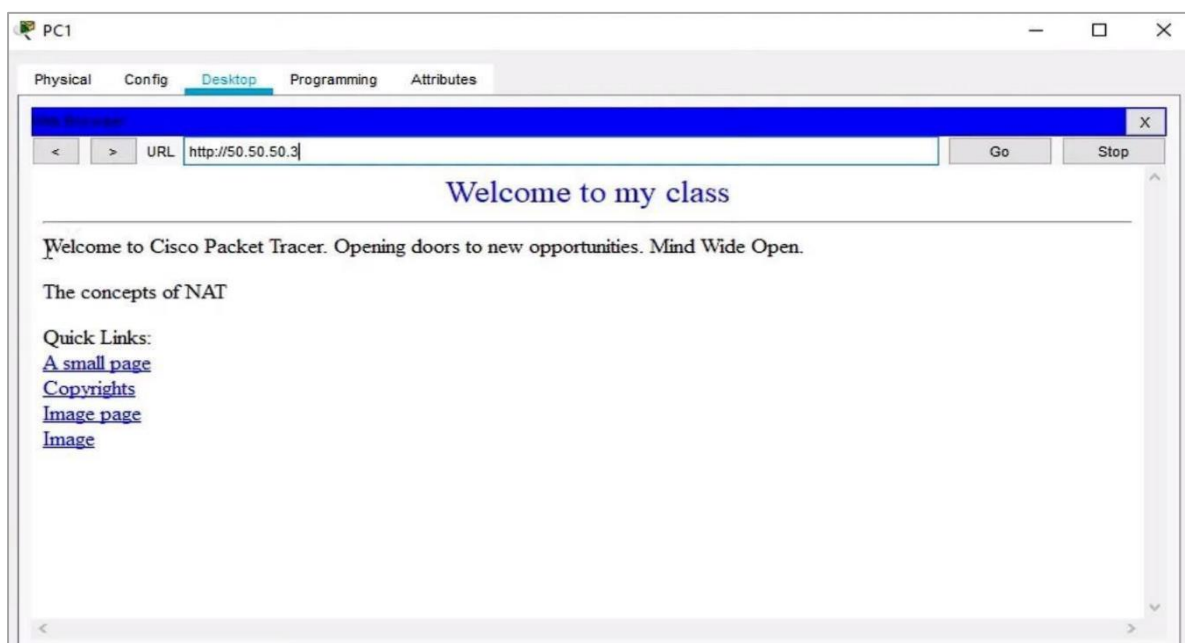 PC1
Physical Config Desktop Programming Attributes
Web Browser X
< > URL http://50.50.50.3 Go Stop
Welcome to my class
Welcome to Cisco Packet Tracer. Opening doors to new opportunities. Mind Wide Open.
The concepts of NAT
Quick Links:
A small page
Copyrights
Image page
Image